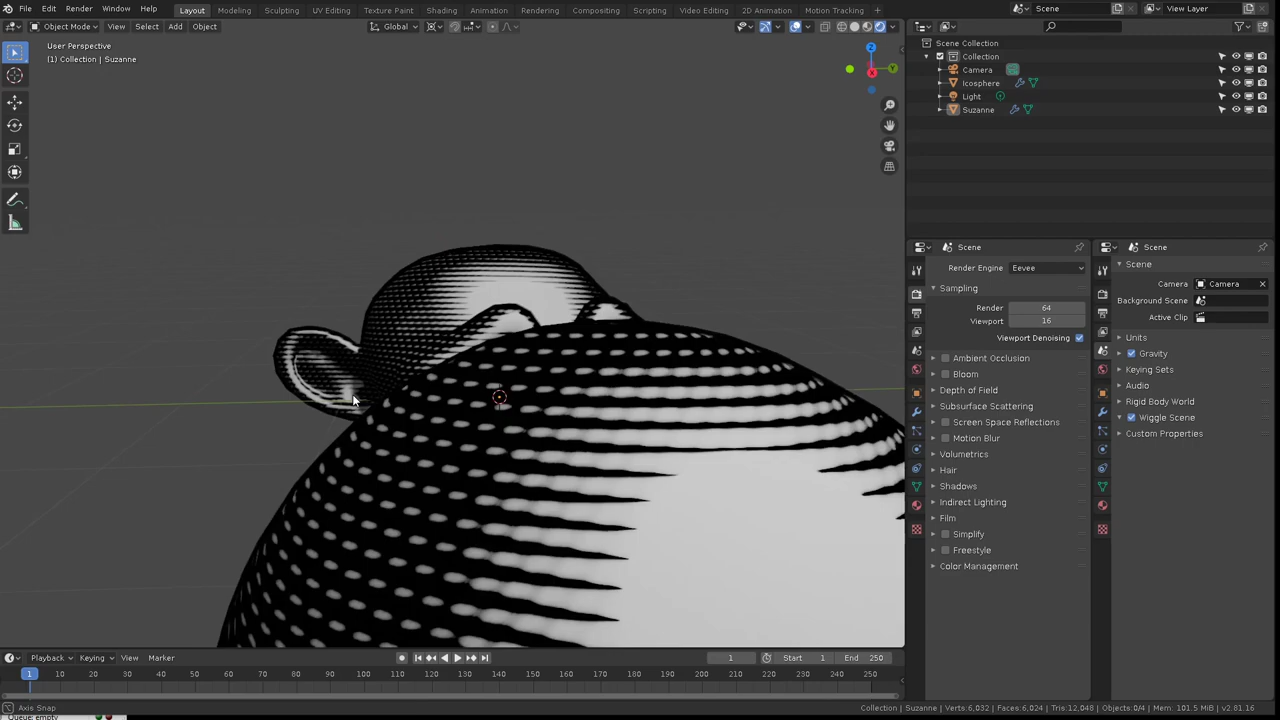 File Edit Render Window Help Layout Modeling Sculpting UV Editing Texture Paint Shading Animation Rendering Compositing Scripting Video Editing 2D Animation Motion Tracking Scene View Layer
Object Mode View Select Add Object Global
User Perspective
(1) Collection | Suzanne
Z
Y
X
Scene Collection
Collection
Camera
Icosphere
Light
Suzanne
Scene
Render Engine Eevee
Sampling
Render 64
Viewport 16
Viewport Denoising
Ambient Occlusion
Bloom
Depth of Field
Subsurface Scattering
Screen Space Reflections
Motion Blur
Volumetrics
Hair
Shadows
Indirect Lighting
Film
Simplify
Freestyle
Color Management
Scene
Scene
Camera Camera
Background Scene
Active Clip
Units
Gravity
Keying Sets
Audio
Rigid Body World
Wiggle Scene
Custom Properties
Playback Keying View Marker 1 Start 1 End 250
1 10 20 30 40 50 60 70 80 90 100 110 120 130 140 150 160 170 180 190 200 210 220 230 240 250
Axis Snap Collection | Suzanne | Verts:6,032 | Faces:6,024 | Tris:12,048 | Objects:0/4 | Mem: 101.5 MiB | v2.81.16